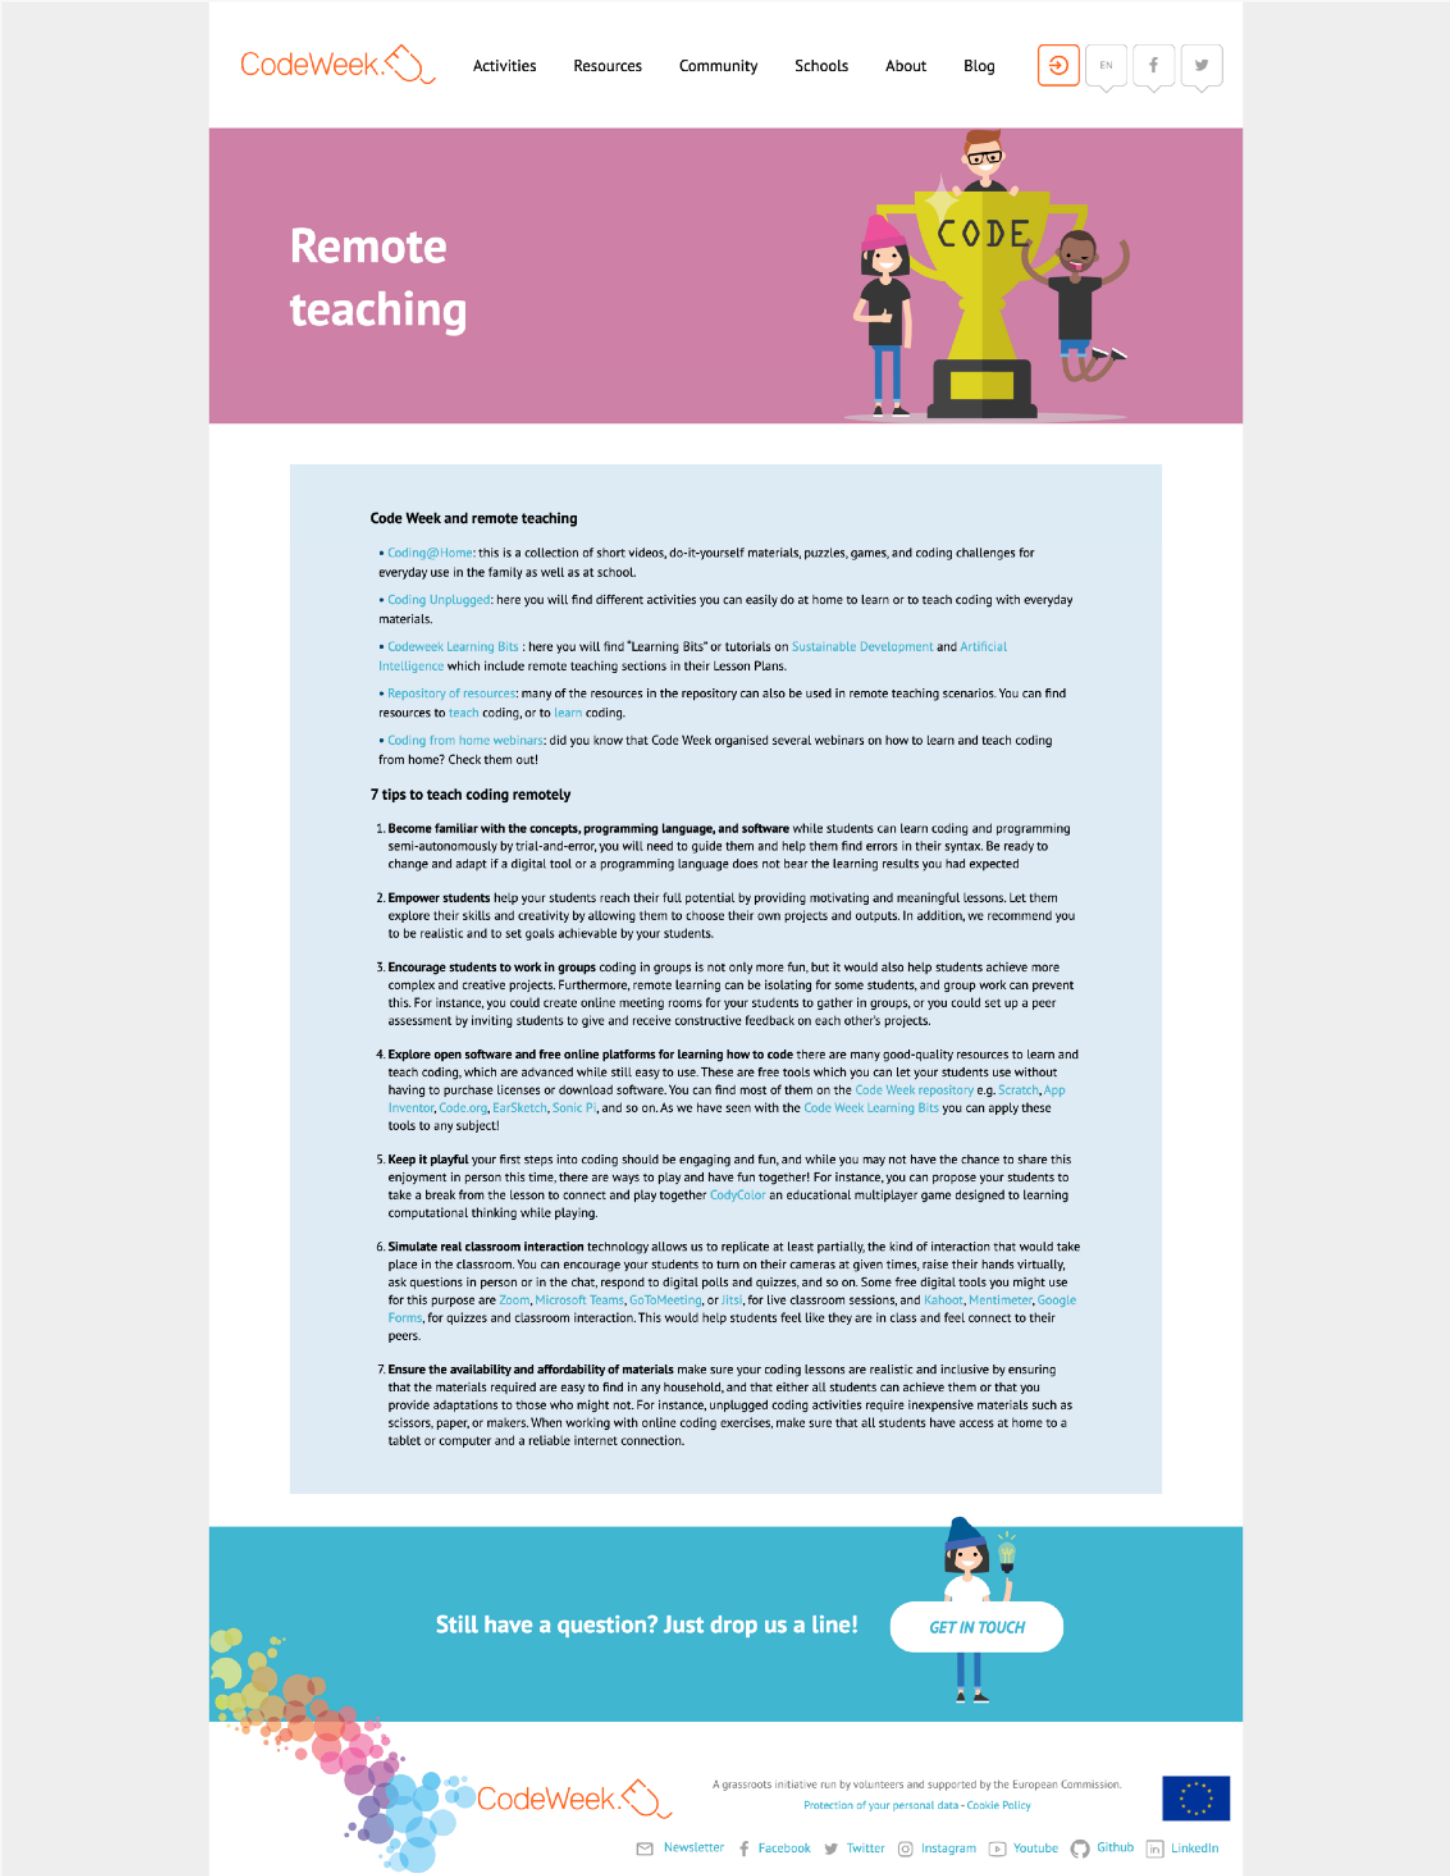 CodeWeek.
Activities Resources Community Schools About Blog
EN
CODE
Remote
teaching
Code Week and remote teaching
• Coding@Home: this is a collection of short videos, do-it-yourself materials, puzzles, games, and coding challenges for
everyday use in the family as well as at school.
• Coding Unplugged: here you will find different activities you can easily do at home to learn or to teach coding with everyday
materials.
• Codeweek Learning Bits : here you will find "Learning Bits" or tutorials on Sustainable Development and Artificial
Intelligence which include remote teaching sections in their Lesson Plans.
• Repository of resources: many of the resources in the repository can also be used in remote teaching scenarios. You can find
resources to teach coding, or to learn coding.
• Coding from home webinars: did you know that Code Week organised several webinars on how to learn and teach coding
from home? Check them out!
7 tips to teach coding remotely
1. Become familiar with the concepts, programming language, and software while students can learn coding and programming
semi-autonomously by trial-and-error, you will need to guide them and help them find errors in their syntax. Be ready to
change and adapt if a digital tool or a programming language does not bear the learning results you had expected
2. Empower students help your students reach their full potential by providing motivating and meaningful lessons. Let them
explore their skills and creativity by allowing them to choose their own projects and outputs. In addition, we recommend you
to be realistic and to set goals achievable by your students.
3. Encourage students to work in groups coding in groups is not only more fun, but it would also help students achieve more
complex and creative projects. Furthermore, remote learning can be isolating for some students, and group work can prevent
this. For instance, you could create online meeting rooms for your students to gather in groups, or you could set up a peer
assessment by inviting students to give and receive constructive feedback on each other's projects.
4. Explore open software and free online platforms for learning how to code there are many good-quality resources to learn and
teach coding, which are advanced while still easy to use. These are free tools which you can let your students use without
having to purchase licenses or download software. You can find most of them on the Code Week repository e.g. Scratch, App
Inventor, Code.org, EarSketch, Sonic Pi, and so on. As we have seen with the Code Week Learning Bits you can apply these
tools to any subject!
5. Keep it playful your first steps into coding should be engaging and fun, and while you may not have the chance to share this
enjoyment in person this time, there are ways to play and have fun together! For instance, you can propose your students to
take a break from the lesson to connect and play together CodyColor an educational multiplayer game designed to learning
computational thinking while playing.
6. Simulate real classroom interaction technology allows us to replicate at least partially, the kind of interaction that would take
place in the classroom. You can encourage your students to turn on their cameras at given times, raise their hands virtually,
ask questions in person or in the chat, respond to digital polls and quizzes, and so on. Some free digital tools you might use
for this purpose are Zoom, Microsoft Teams, GoToMeeting, or Jitsi, for live classroom sessions, and Kahoot, Mentimeter, Google
Forms, for quizzes and classroom interaction. This would help students feel like they are in class and feel connect to their
peers.
7. Ensure the availability and affordability of materials make sure your coding lessons are realistic and inclusive by ensuring
that the materials required are easy to find in any household, and that either all students can achieve them or that you
provide adaptations to those who might not. For instance, unplugged coding activities require inexpensive materials such as
scissors, paper, or makers. When working with online coding exercises, make sure that all students have access at home to a
tablet or computer and a reliable internet connection.
Still have a question? Just drop us a line!
GET IN TOUCH
CodeWeek.
A grassroots initiative run by volunteers and supported by the European Commission.
Protection of your personal data - Cookie Policy
Newsletter Facebook Twitter Instagram Youtube Github LinkedIn